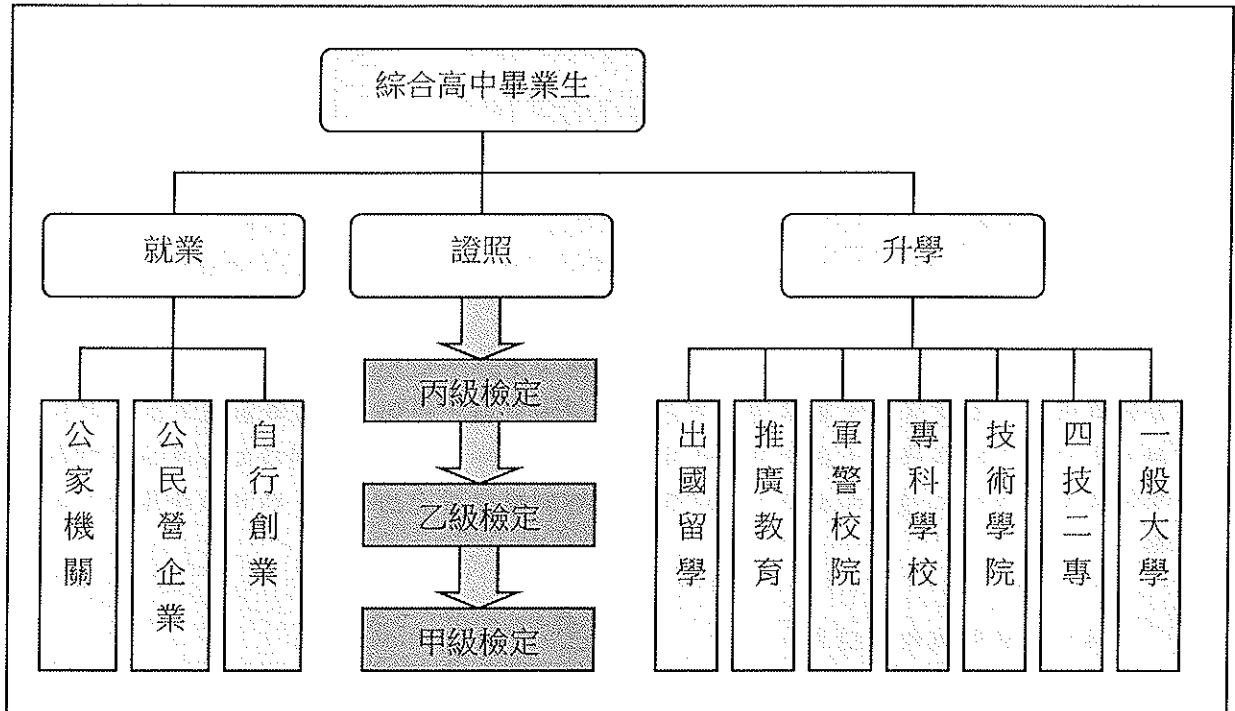 綜合高中畢業生
就業
證照
升學
丙級檢定
乙級檢定
甲級檢定
公家機關
公民營企業
自行創業
出國留學
推廣教育
軍警校院
專科學校
技術學院
四技二專
一般大學